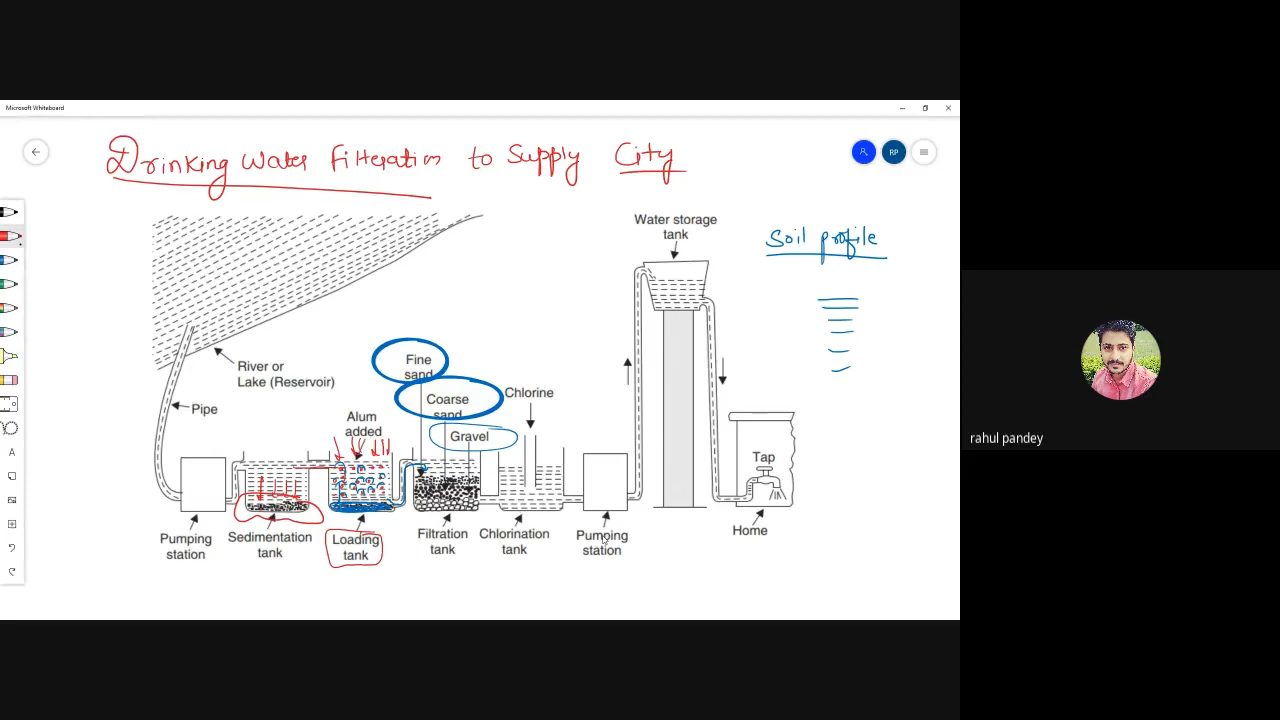 Microsoft Whiteboard
Drinking Water Filteration to Supply City
RP
Water storage
tank
Soil profile
River or
Lake (Reservoir)
Fine
sand
Coarse
sand
Chlorine
Pipe
Alum
added
Gravel
Tap
Pumping
station
Sedimentation
tank
Loading
tank
Filtration
tank
Chlorination
tank
Pumping
station
Home
rahul pandey
A